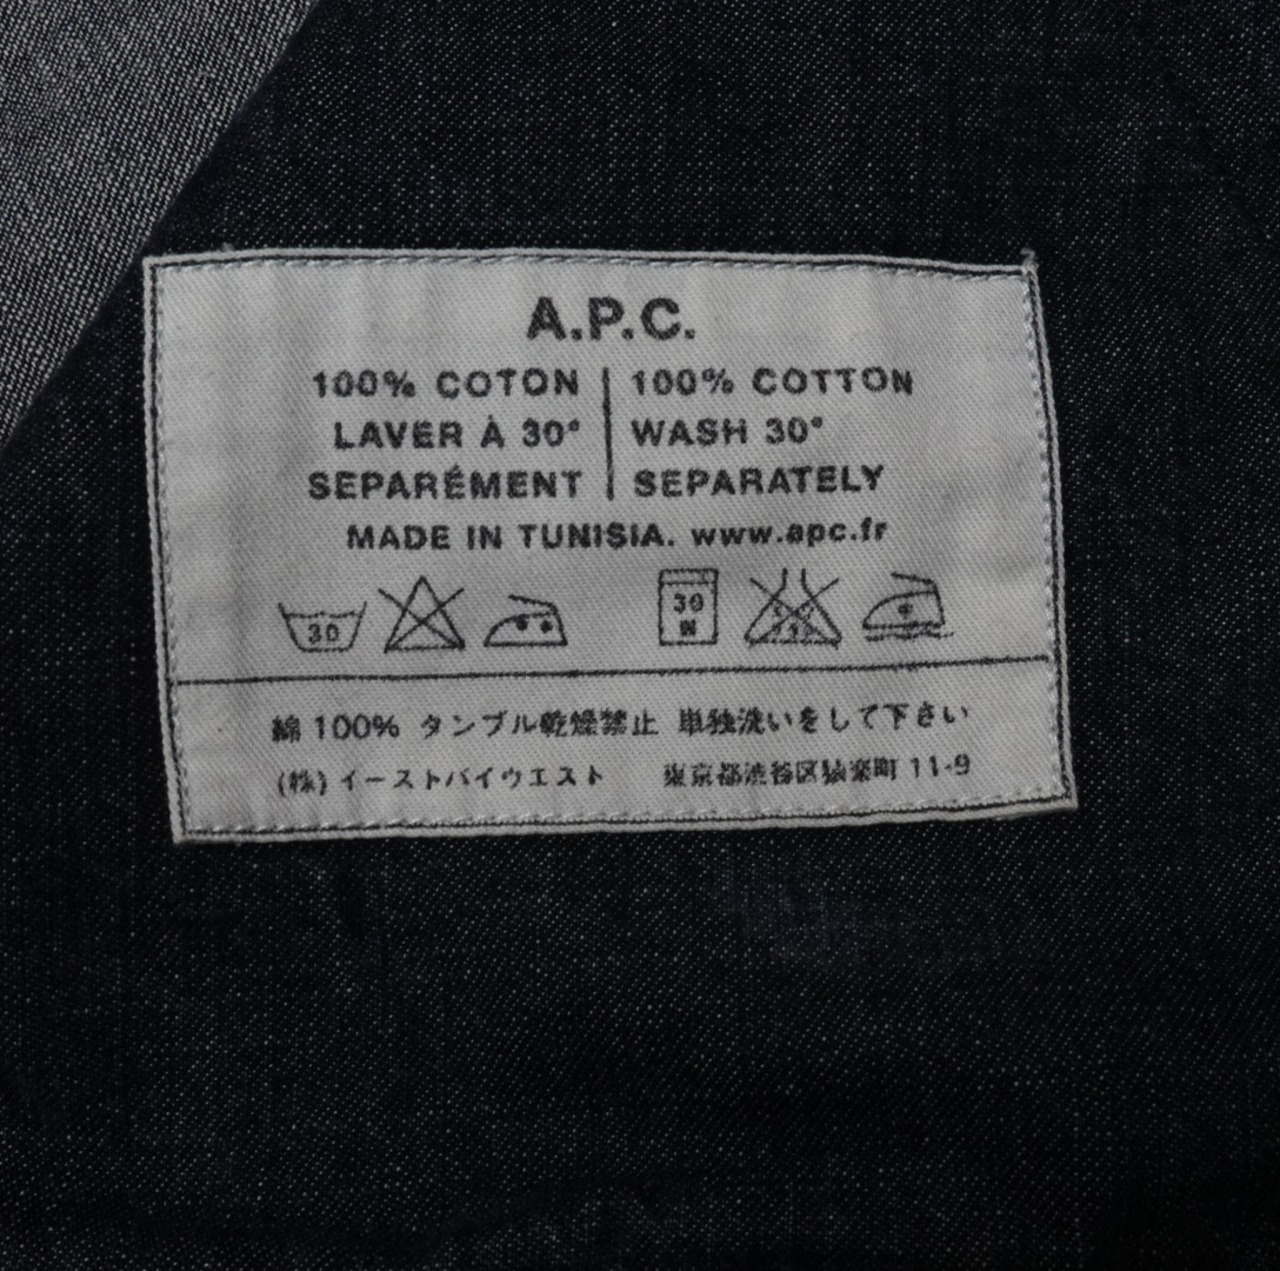 A.P.C.
100% COTON | 100% COTTON
LAVER À 30° | WASH 30°
SEPARÉMENT | SEPARATELY
MADE IN TUNISIA. www.apc.fr
30 30
綿 100% タンブル乾燥禁止 単独洗いをして下さい
(株) イーストバイウエスト 東京都渋谷区猿楽町 11-9